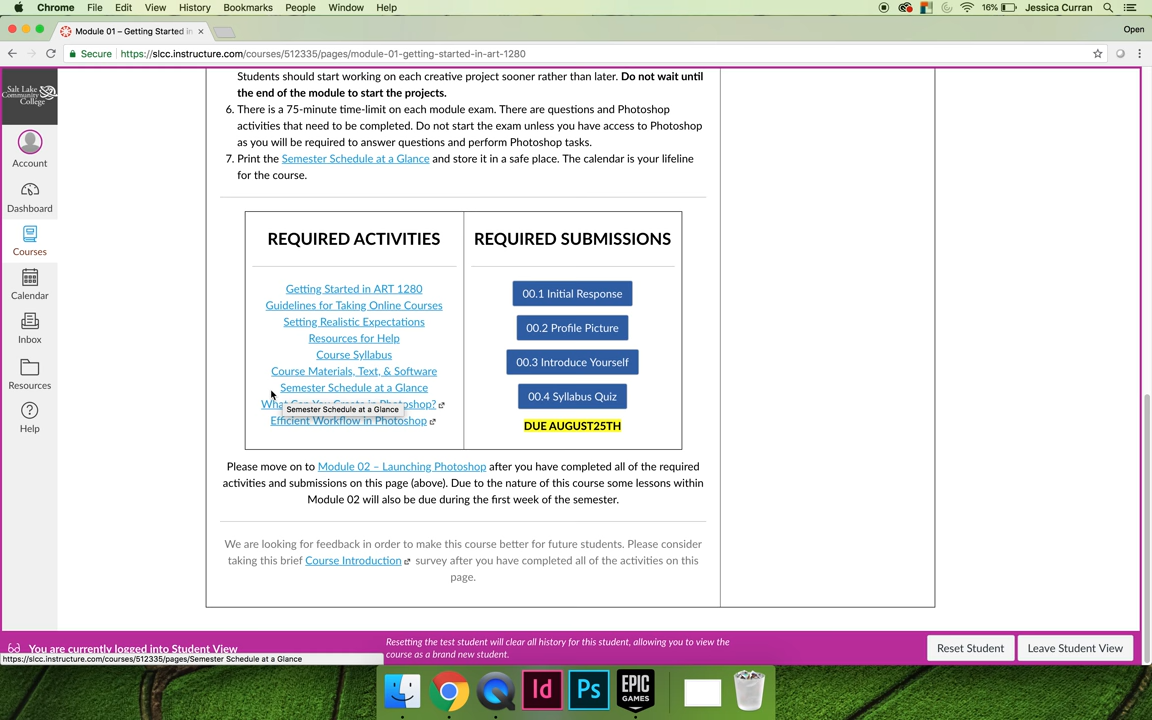 Chrome File Edit View History Bookmarks People Window Help 16% Jessica Curran
Module 01 – Getting Started in Open
Secure https://slcc.instructure.com/courses/512335/pages/module-01-getting-started-in-art-1280
Salt Lake
Community
College
Account
Dashboard
Courses
Calendar
Inbox
Resources
Help
Students should start working on each creative project sooner rather than later. Do not wait until
the end of the module to start the projects.
6. There is a 75-minute time-limit on each module exam. There are questions and Photoshop
activities that need to be completed. Do not start the exam unless you have access to Photoshop
as you will be required to answer questions and perform Photoshop tasks.
7. Print the Semester Schedule at a Glance and store it in a safe place. The calendar is your lifeline
for the course.
REQUIRED ACTIVITIES
Getting Started in ART 1280
Guidelines for Taking Online Courses
Setting Realistic Expectations
Resources for Help
Course Syllabus
Course Materials, Text, & Software
Semester Schedule at a Glance
What Can You Create in Photoshop?
Semester Schedule at a Glance
Efficient Workflow in Photoshop
REQUIRED SUBMISSIONS
00.1 Initial Response
00.2 Profile Picture
00.3 Introduce Yourself
00.4 Syllabus Quiz
DUE AUGUST25TH
Please move on to Module 02 – Launching Photoshop after you have completed all of the required
activities and submissions on this page (above). Due to the nature of this course some lessons within
Module 02 will also be due during the first week of the semester.
We are looking for feedback in order to make this course better for future students. Please consider
taking this brief Course Introduction survey after you have completed all of the activities on this
page.
You are currently logged into Student View
Resetting the test student will clear all history for this student, allowing you to view the
course as a brand new student.
Reset Student
Leave Student View
https://slcc.instructure.com/courses/512335/pages/Semester Schedule at a Glance
Id Ps EPIC
GAMES